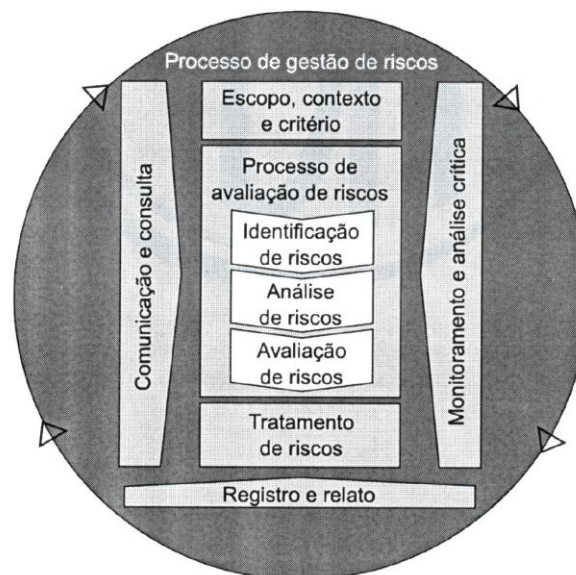 Processo de gestão de riscos
Escopo, contexto
e critério
Comunicação e consulta
Processo de
avaliação de riscos
Identificação
de riscos
Análise
de riscos
Avaliação
de riscos
Monitoramento e análise crítica
Tratamento
de riscos
Registro e relato